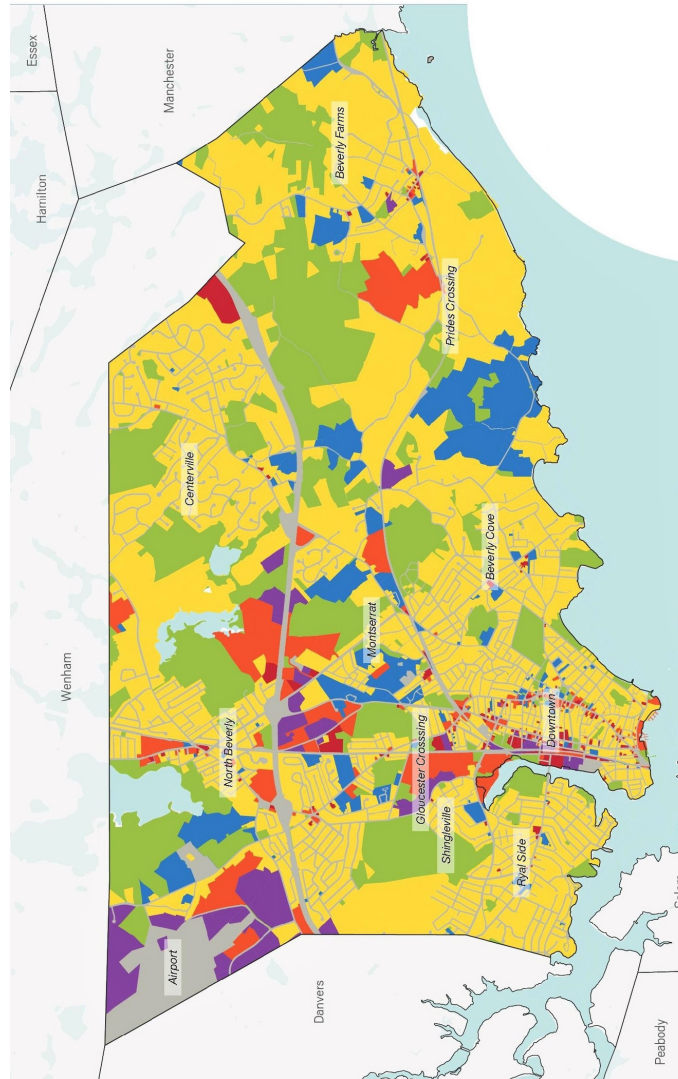 Essex
Hamilton
Wenham
Manchester
Airport
Centerville
North Beverly
Danvers
Beverly Farms
Montserrat
Gloucester Crosssing
Shingleville
Prides Crossing
Beverly Cove
Ryal Side
Downtown
Peabody